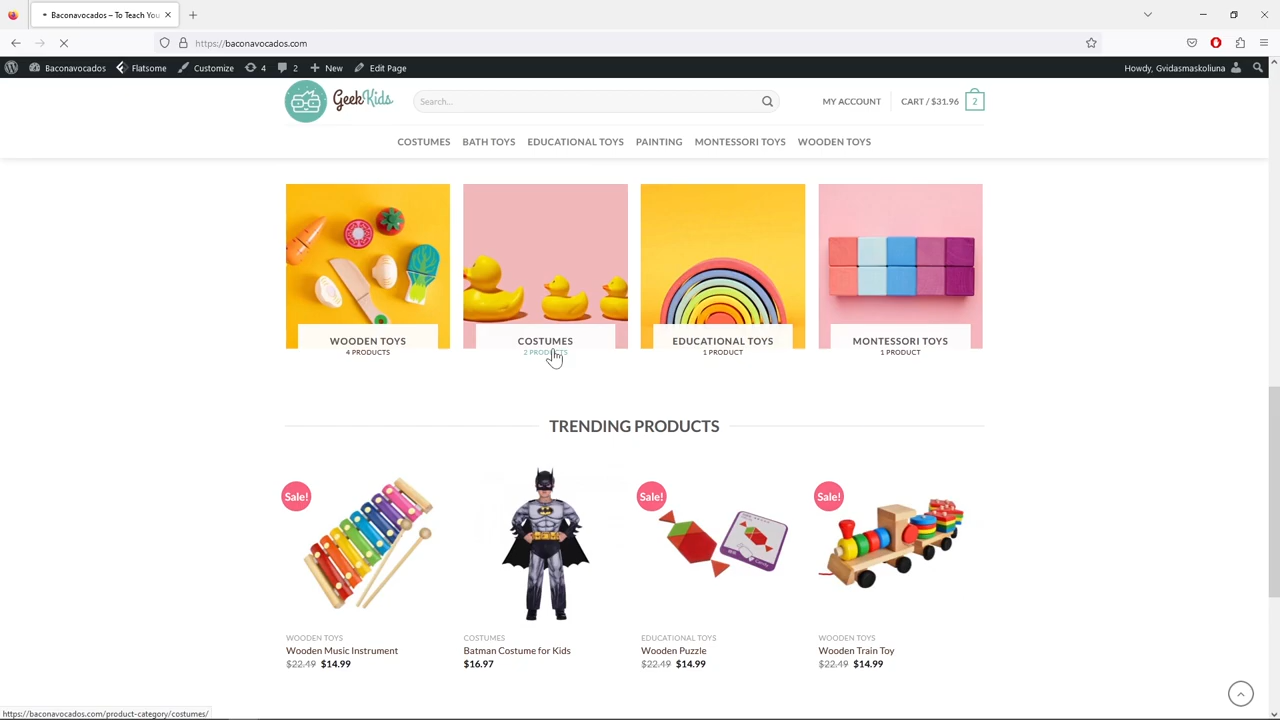 Baconavocados – To Teach You
https://baconavocados.com
Baconavocados Flatsome Customize 4 2 New Edit Page Howdy, Gvidasmaskoliuna
GeekKids Search... MY ACCOUNT CART / $31.96 2
COSTUMES BATH TOYS EDUCATIONAL TOYS PAINTING MONTESSORI TOYS WOODEN TOYS
WOODEN TOYS COSTUMES EDUCATIONAL TOYS MONTESSORI TOYS
4 PRODUCTS 2 PRODUCTS 1 PRODUCT 1 PRODUCT
TRENDING PRODUCTS
Sale! Sale! Sale!
WOODEN TOYS COSTUMES EDUCATIONAL TOYS WOODEN TOYS
Wooden Music Instrument Batman Costume for Kids Wooden Puzzle Wooden Train Toy
$22.49 $14.99 $16.97 $22.49 $14.99 $22.49 $14.99
https://baconavocados.com/product-category/costumes/